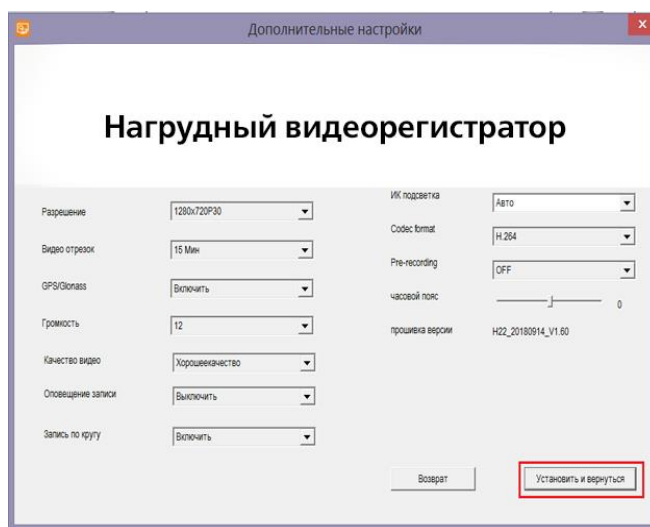 Дополнительные настройки
x
Нагрудный видеорегистратор
Разрешение 1280x720P30
Видео отрезок 15 Мин
GPS/Glonass Включить
Громкость 12
Качество видео Хорошеекачество
Оповещение записи Выключить
Запись по кругу Включить
ИК подсветка Авто
Codec format H.264
Pre-recording OFF
часовой пояс 0
прошивка версии H22_20180914_V1.60
Возврат
Установить и вернуться